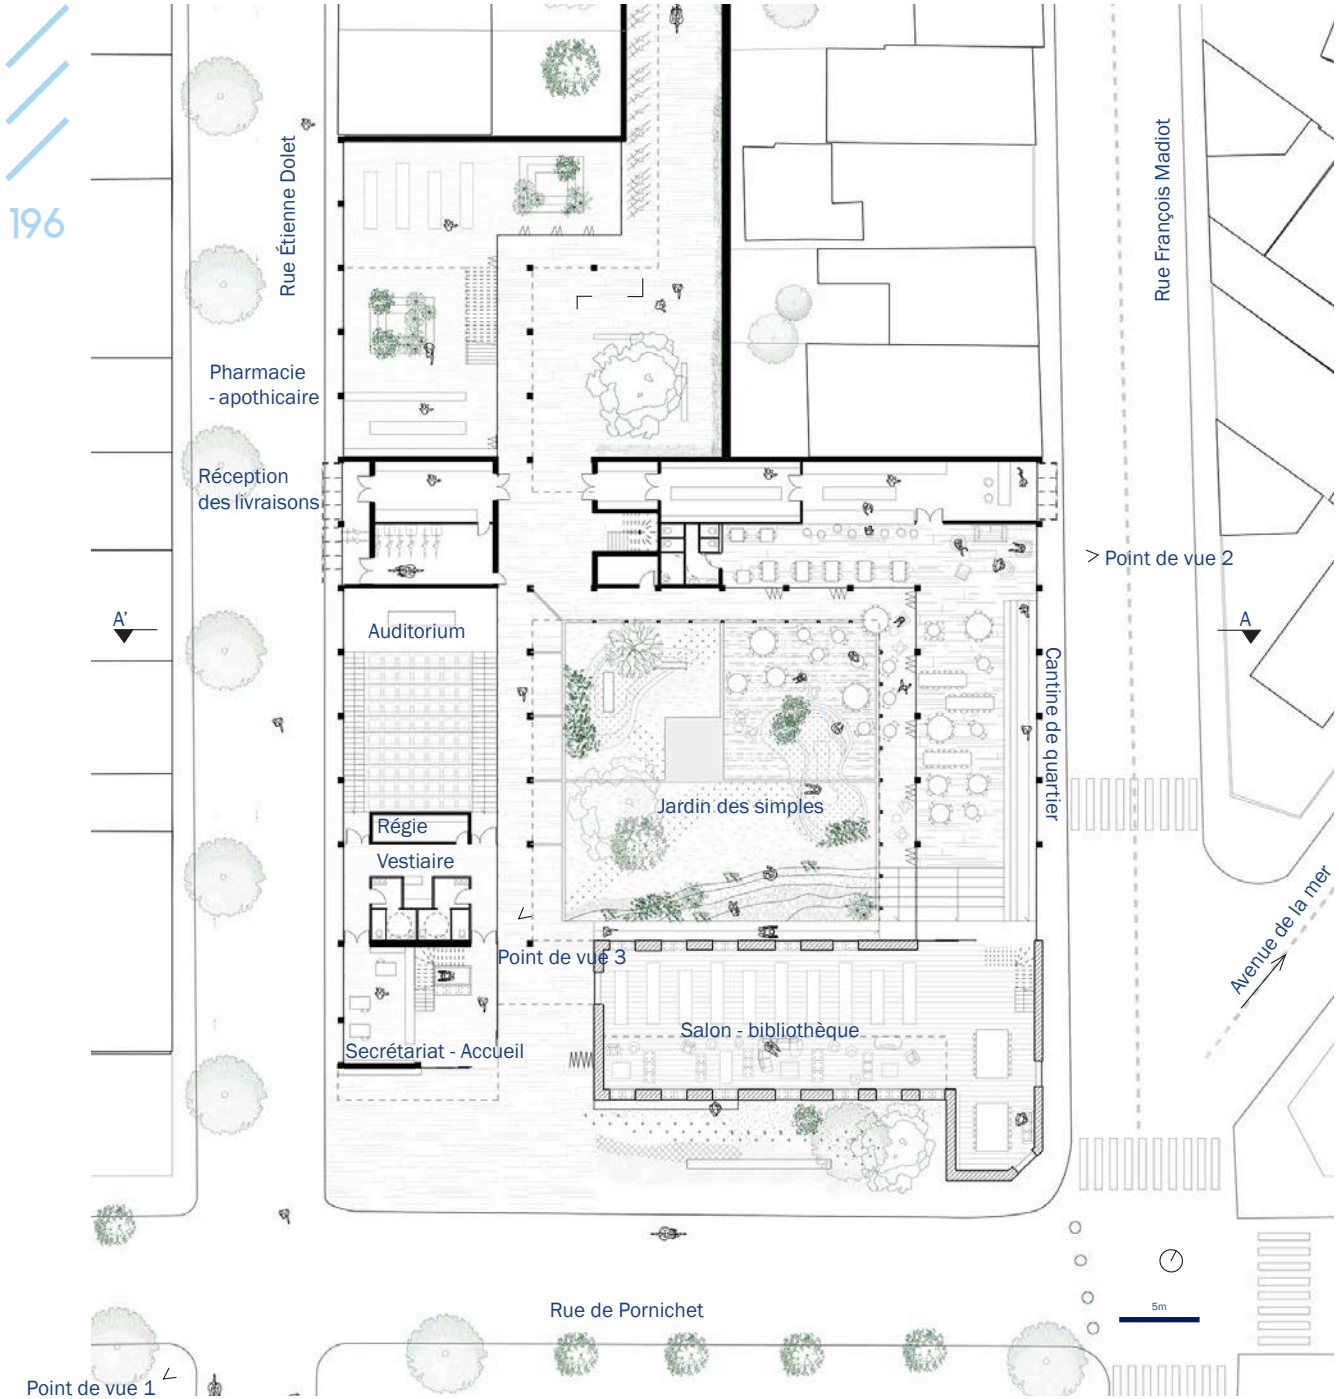 196
Rue Étienne Dolet
Rue François Madiot
Pharmacie
- apothicaire
Réception
des livraisons
> Point de vue 2
A'
Auditorium
A
Cantine de quartier
Jardin des simples
Régie
Vestiaire
Avenue de la mer
Point de vue 3
Salon - bibliothèque
Secrétariat - Accueil
Rue de Pornichet
5m
Point de vue 1